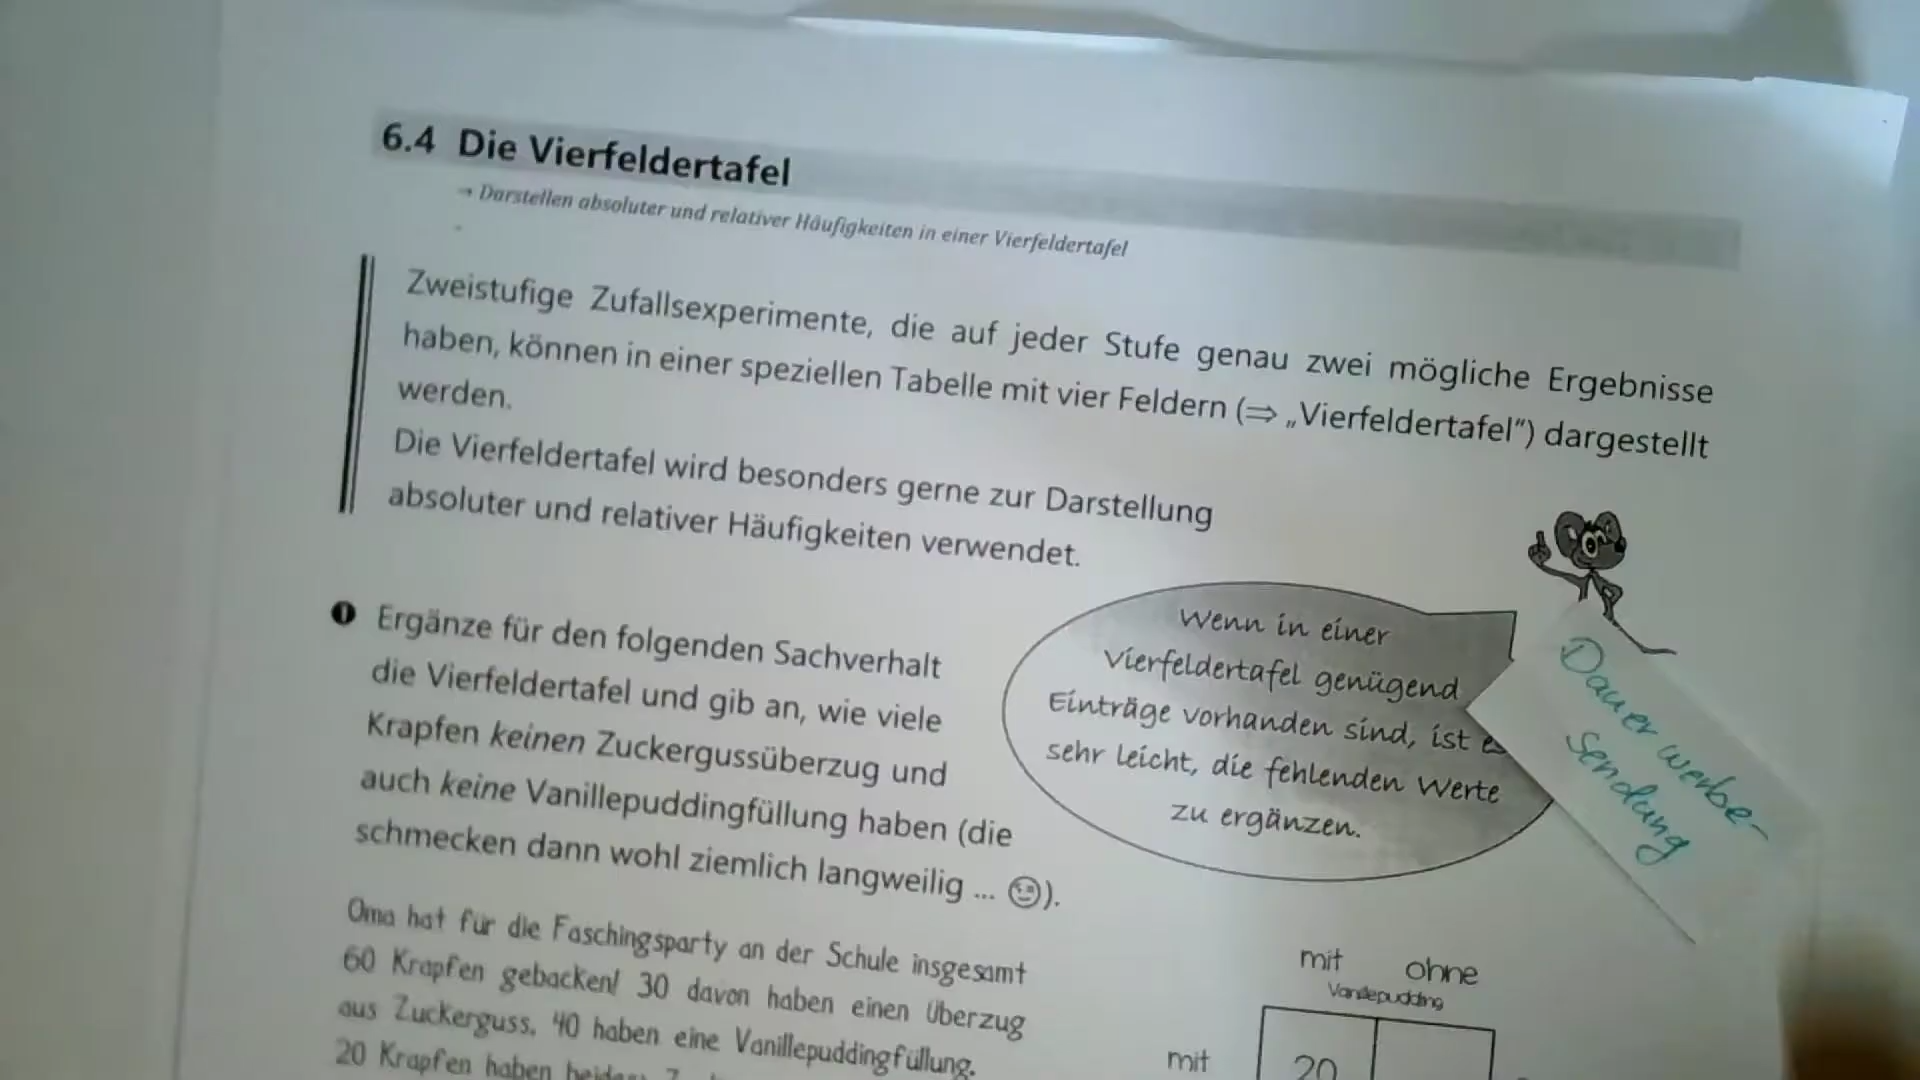 6.4 Die Vierfeldertafel
→ Darstellen absoluter und relativer Häufigkeiten in einer Vierfeldertafel
Zweistufige Zufallsexperimente, die auf jeder Stufe genau zwei mögliche Ergebnisse
haben, können in einer speziellen Tabelle mit vier Feldern (⇒ „Vierfeldertafel“) dargestellt
werden.
Die Vierfeldertafel wird besonders gerne zur Darstellung
absoluter und relativer Häufigkeiten verwendet.
❶ Ergänze für den folgenden Sachverhalt
die Vierfeldertafel und gib an, wie viele
Krapfen keinen Zuckergussüberzug und
auch keine Vanillepuddingfüllung haben (die
schmecken dann wohl ziemlich langweilig ... ).
Wenn in einer
Vierfeldertafel genügend
Einträge vorhanden sind, ist es
sehr leicht, die fehlenden Werte
zu ergänzen.
Dauerwerbe-
sendung
Oma hat für die Faschingsparty an der Schule insgesamt
60 Krapfen gebacken! 30 davon haben einen Überzug
aus Zuckerguss, 40 haben eine Vanillepuddingfüllung.
20 Krapfen haben beides:
mit ohne
Vanillepudding
mit 20